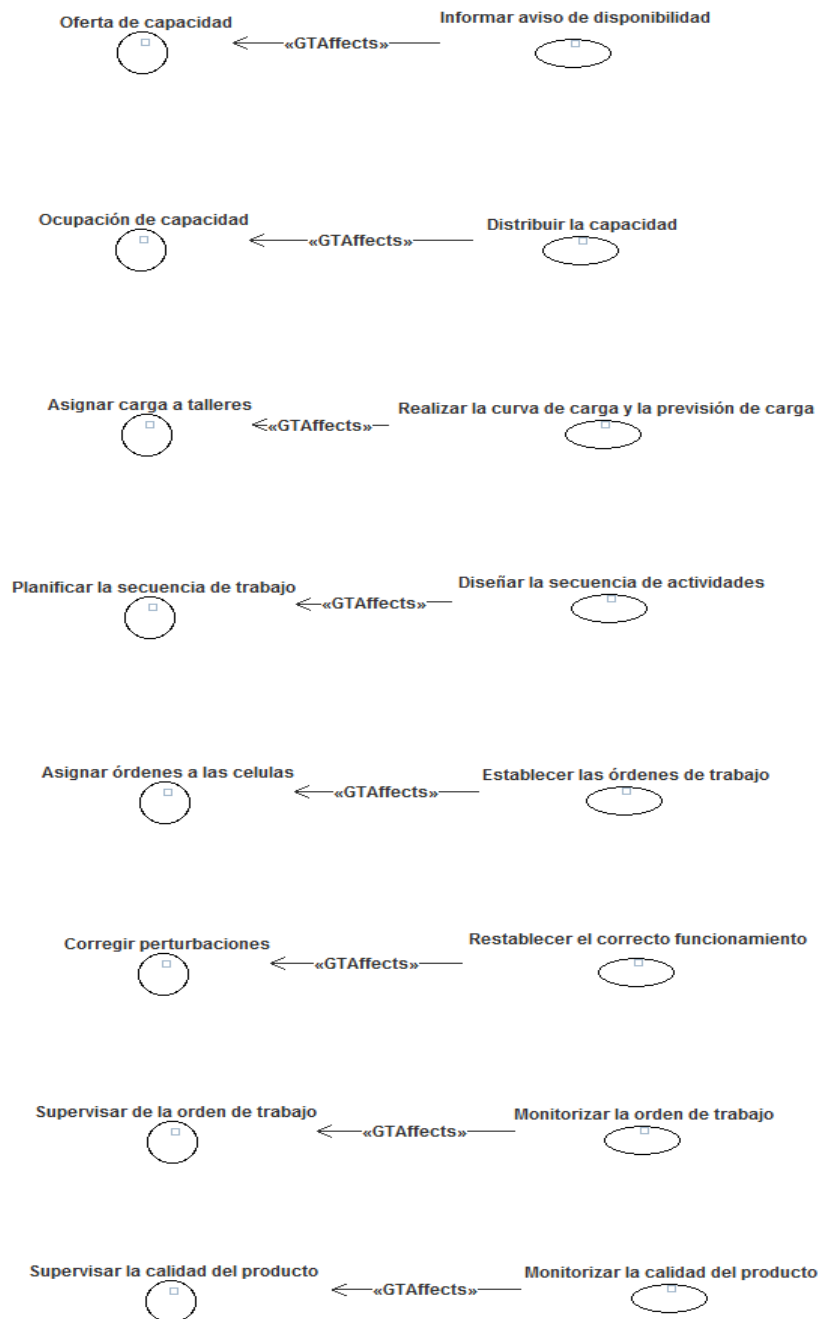 Oferta de capacidad
Informar aviso de disponibilidad
«GTAffects»
Ocupación de capacidad
Distribuir la capacidad
«GTAffects»
Asignar carga a talleres
Realizar la curva de carga y la previsión de carga
«GTAffects»
Planificar la secuencia de trabajo
Diseñar la secuencia de actividades
«GTAffects»
Asignar órdenes a las celulas
Establecer las órdenes de trabajo
«GTAffects»
Corregir perturbaciones
Restablecer el correcto funcionamiento
«GTAffects»
Supervisar de la orden de trabajo
Monitorizar la orden de trabajo
«GTAffects»
Supervisar la calidad del producto
Monitorizar la calidad del producto
«GTAffects»